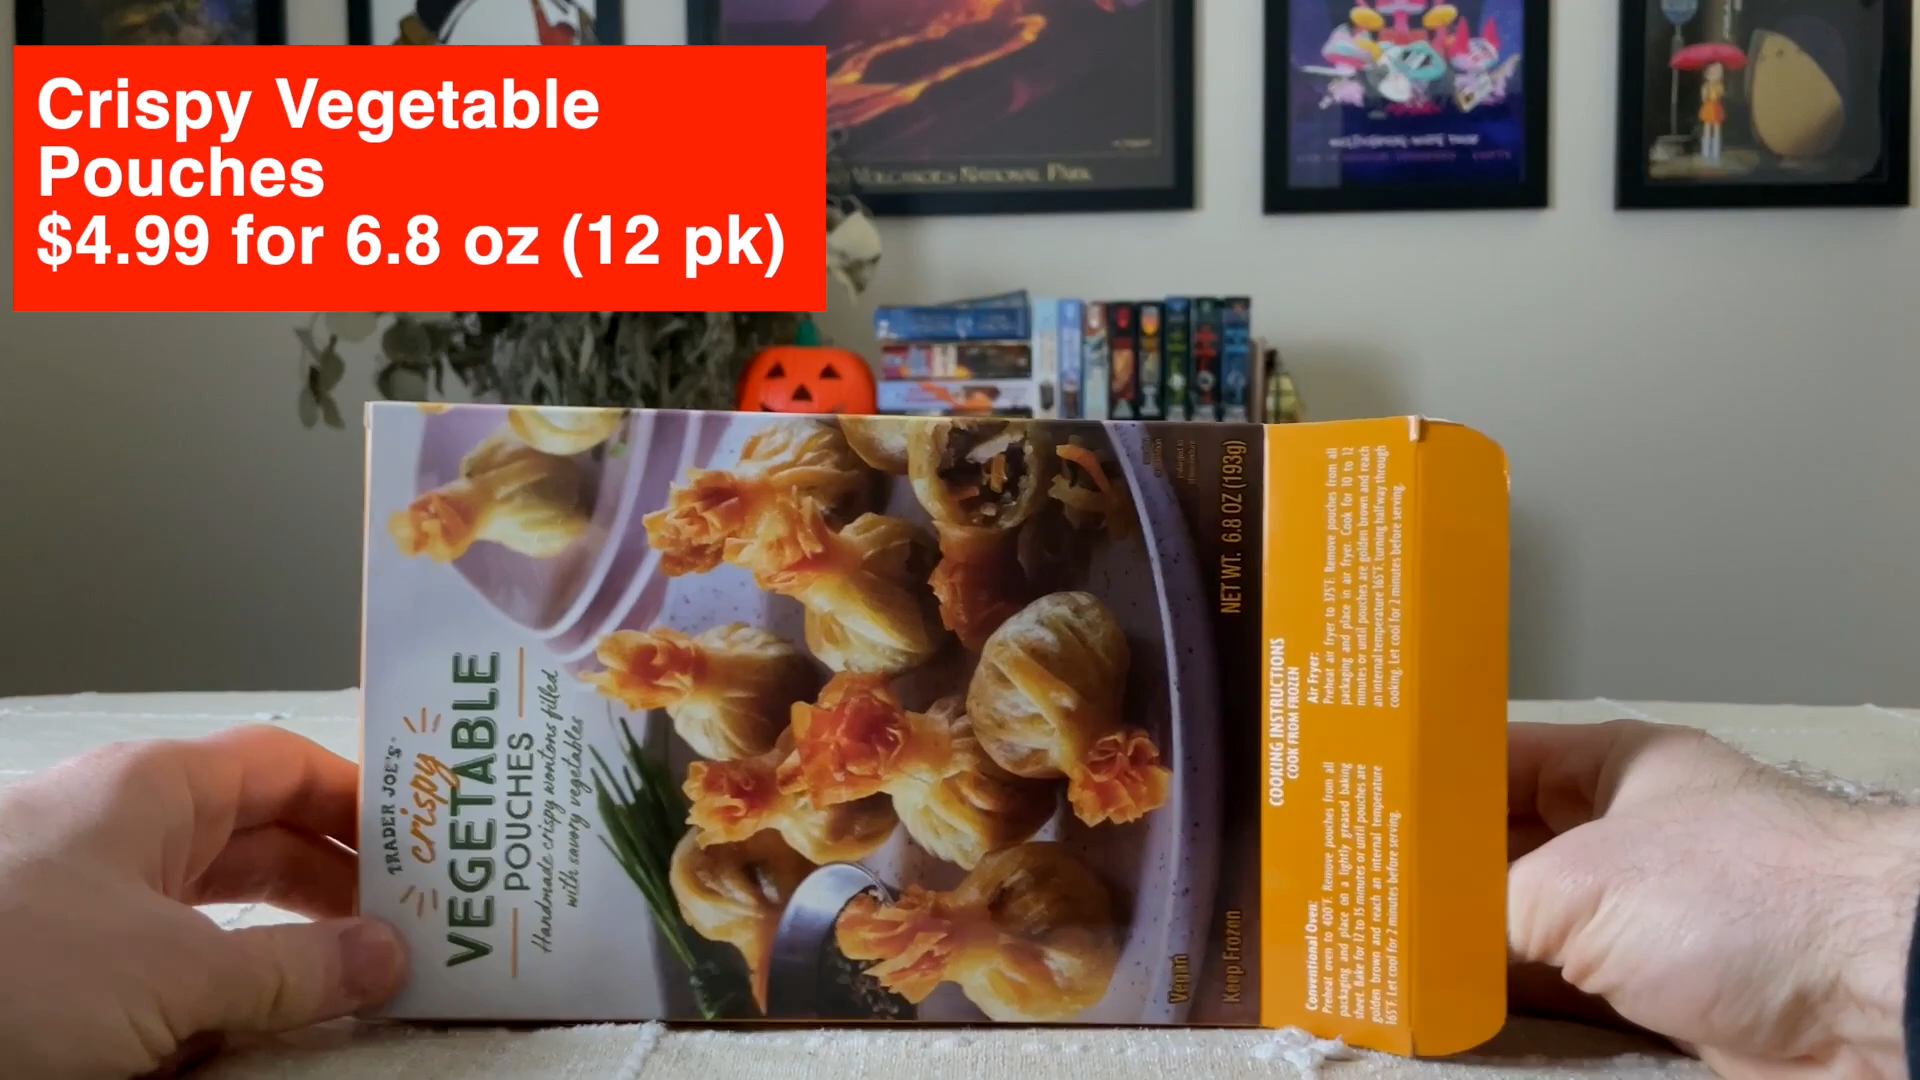 Crispy Vegetable
Pouches
$4.99 for 6.8 oz (12 pk)
VOLCANOES NATIONAL PARK
TRADER JOE'S
crispy
VEGETABLE
POUCHES
Handmade crispy wontons filled
with savory vegetables
Vegan
Keep Frozen
NET WT. 6.8 OZ (193g)
COOKING INSTRUCTIONS
COOK FROM FROZEN
Conventional Oven:
Preheat oven to 400°F. Remove pouches from all
packaging and place on a lightly greased baking
sheet. Bake for 12 to 15 minutes or until pouches are
golden brown and reach an internal temperature
165°F. Let cool for 2 minutes before serving.
Air Fryer:
Preheat air fryer to 375°F. Remove pouches from all
packaging and place in air fryer. Cook for 10 to 12
minutes or until pouches are golden brown and reach
an internal temperature 165°F, turning halfway through
cooking. Let cool for 2 minutes before serving.